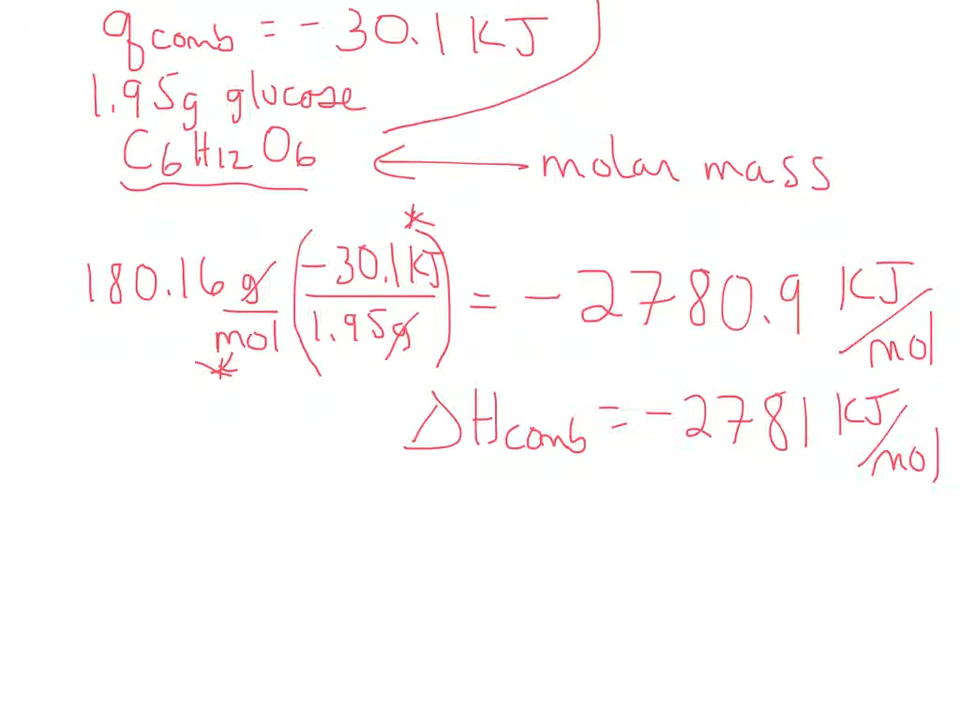 qcomb = -30.1 KJ
1.95g glucose
C6H12O6 ← molar mass
180.16 g/mol (-30.1 KJ*/1.95g) = -2780.9 KJ/mol
*
ΔHcomb = -2781 KJ/mol